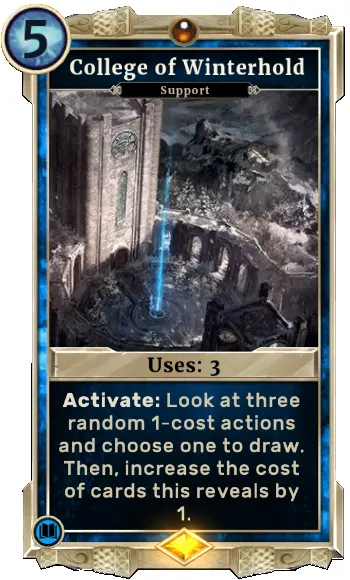 5
College of Winterhold
Support
Uses: 3
Activate: Look at three
random 1-cost actions
and choose one to draw.
Then, increase the cost
of cards this reveals by
1.